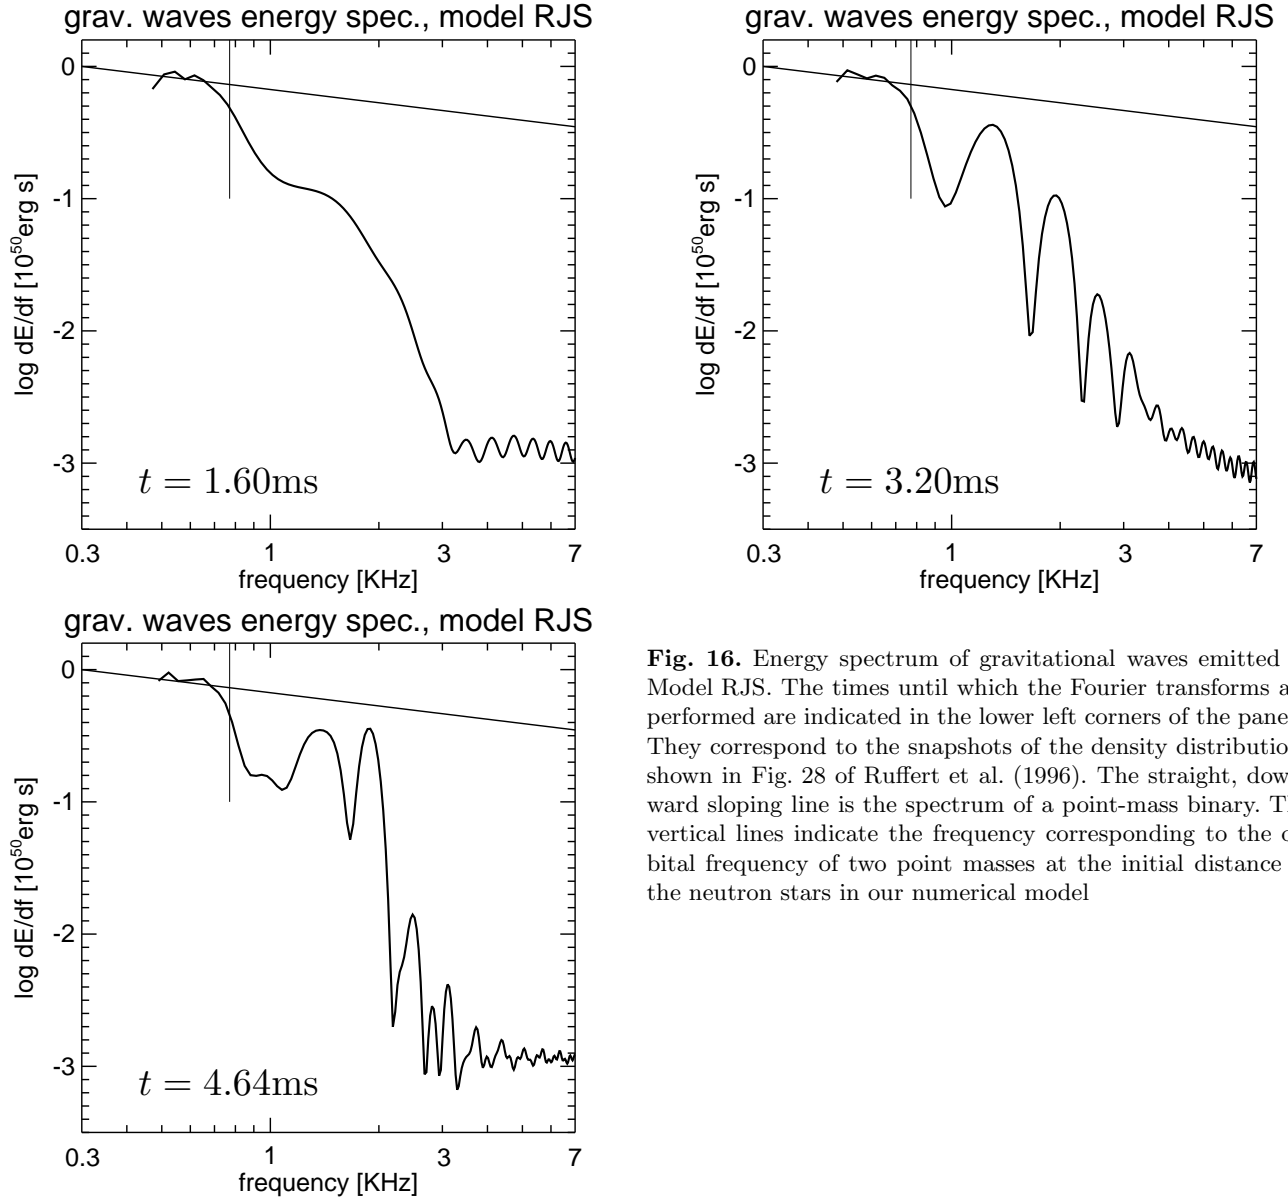 grav. waves energy spec., model RJS
0
-1
-2
-3
log dE/df [10^50 erg s]
t = 1.60ms
0.3 1 3 7
frequency [KHz]
grav. waves energy spec., model RJS
0
-1
-2
-3
log dE/df [10^50 erg s]
t = 3.20ms
0.3 1 3 7
frequency [KHz]
grav. waves energy spec., model RJS
0
-1
-2
-3
log dE/df [10^50 erg s]
t = 4.64ms
0.3 1 3 7
frequency [KHz]
Fig. 16. Energy spectrum of gravitational waves emitted
Model RJS. The times until which the Fourier transforms a
performed are indicated in the lower left corners of the pane
They correspond to the snapshots of the density distributio
shown in Fig. 28 of Ruffert et al. (1996). The straight, dow
ward sloping line is the spectrum of a point-mass binary. T
vertical lines indicate the frequency corresponding to the o
bital frequency of two point masses at the initial distance
the neutron stars in our numerical model